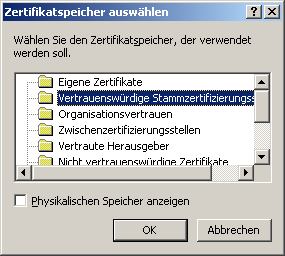 Zertifikatspeicher auswählen
Wählen Sie den Zertifikatspeicher, der verwendet
werden soll.
Eigene Zertifikate
Vertrauenswürdige Stammzertifizierungss
Organisationsvertrauen
Zwischenzertifizierungsstellen
Vertraute Herausgeber
Nicht vertrauenswürdige Zertifikate
Physikalischen Speicher anzeigen
OK Abbrechen